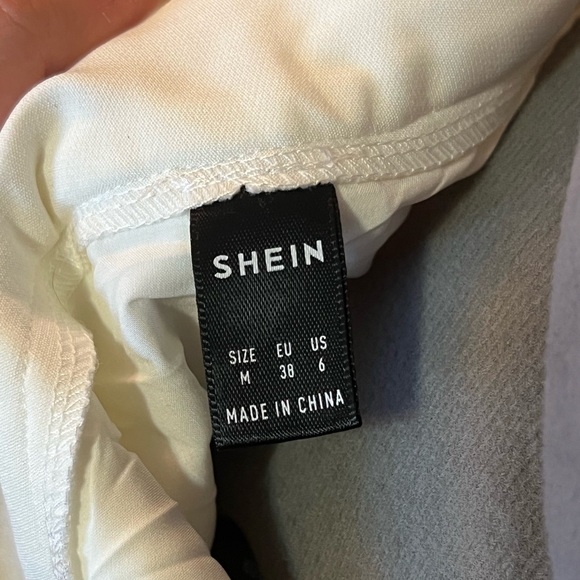 SHEIN
SIZE EU US
M 38 6
MADE IN CHINA